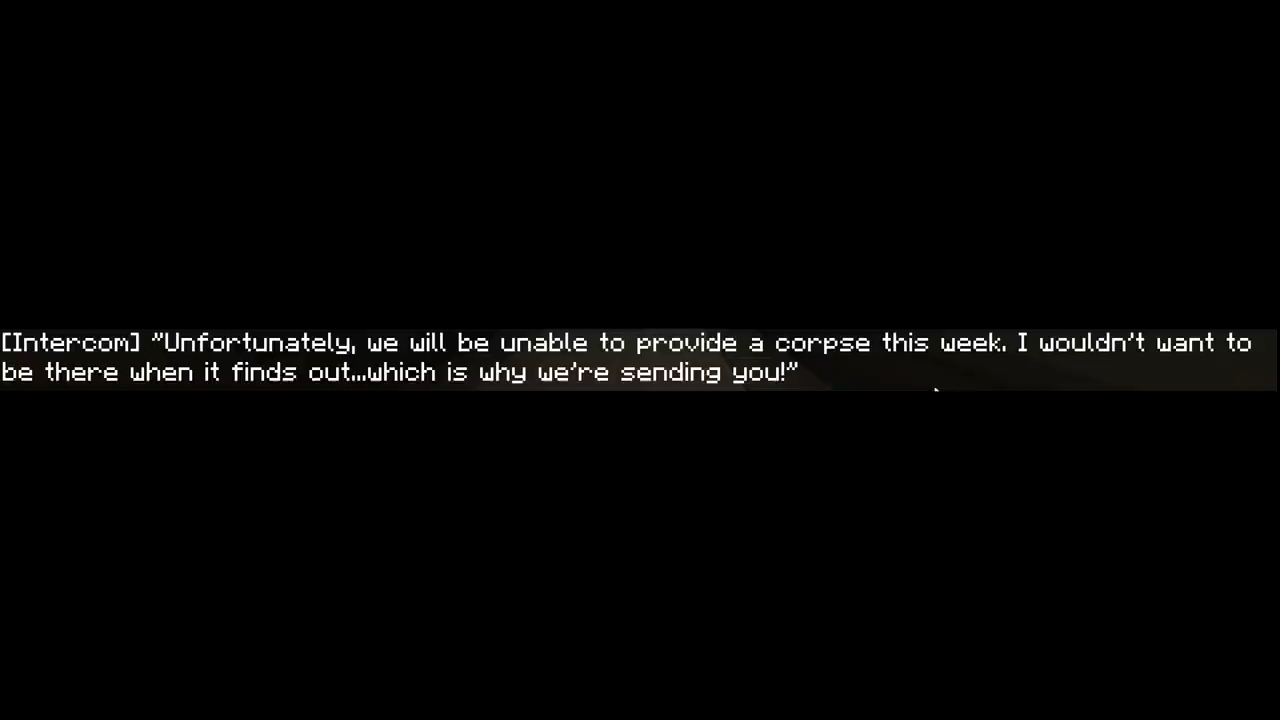 [Intercom] "Unfortunately, we will be unable to provide a corpse this week. I wouldn't want to
be there when it finds out...which is why we're sending you!"